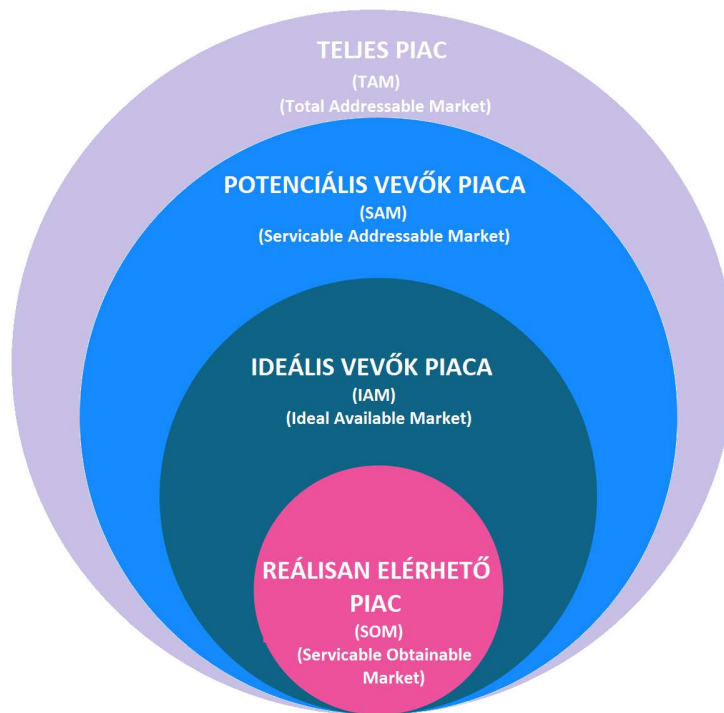 TELJES PIAC
(TAM)
(Total Addressable Market)
POTENCIÁLIS VEVŐK PIACA
(SAM)
(Servicable Addressable Market)
IDEÁLIS VEVŐK PIACA
(IAM)
(Ideal Available Market)
REÁLISAN ELÉRHETŐ
PIAC
(SOM)
(Servicable Obtainable
Market)